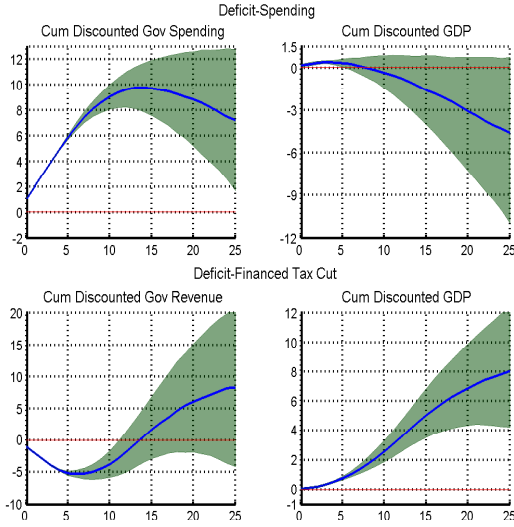 Deficit-Spending
Cum Discounted Gov Spending
Cum Discounted GDP
12
10
8
6
4
2
0
-2
0 5 10 15 20 25
1.5
0
-3
-6
-9
-12
0 5 10 15 20 25
Deficit-Financed Tax Cut
Cum Discounted Gov Revenue
Cum Discounted GDP
20
15
10
5
0
-5
-10
0 5 10 15 20 25
12
10
8
6
4
2
0
-1
0 5 10 15 20 25